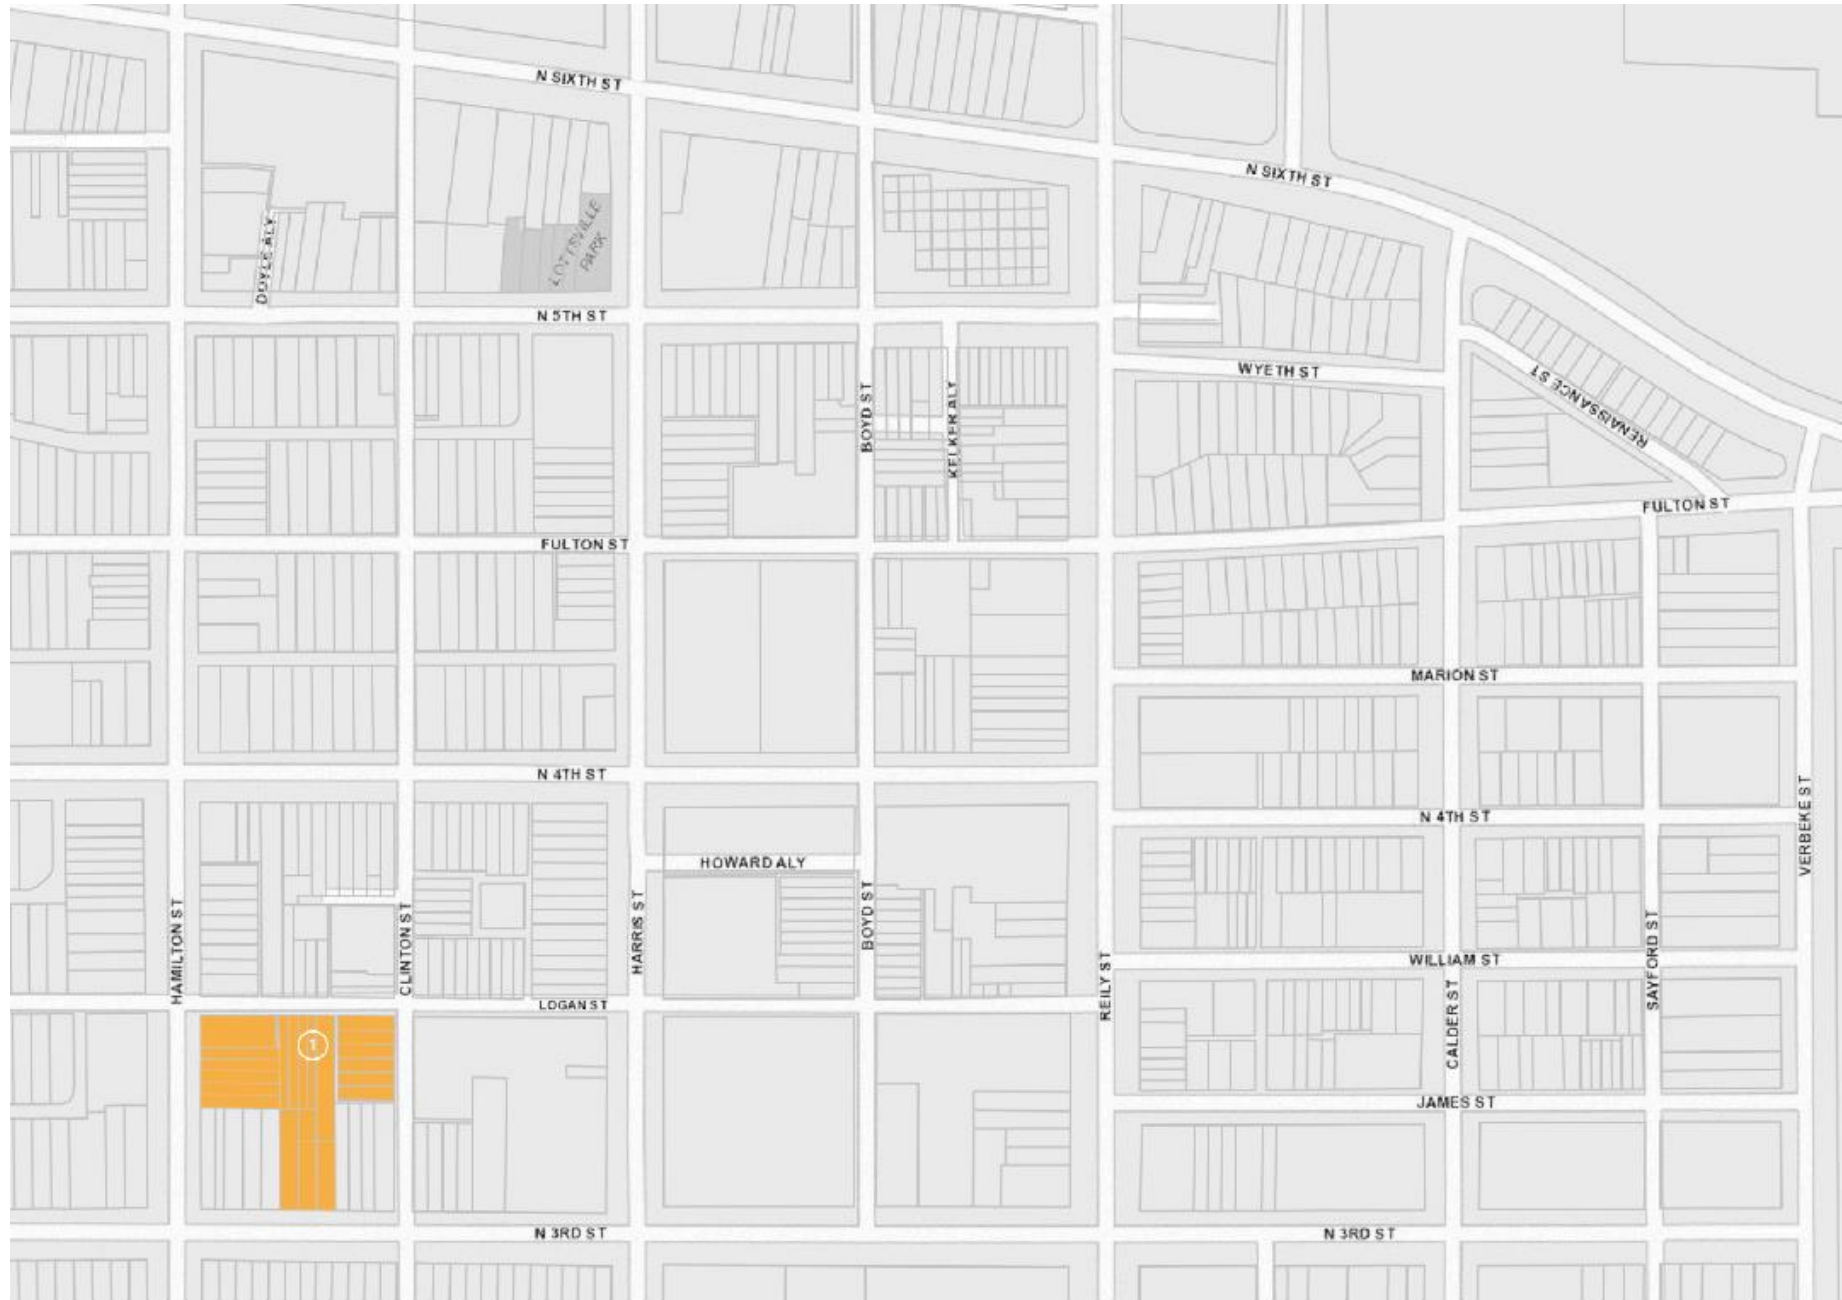 N SIXTH ST
N SIXTH ST
LOTTSVILLE
PARK
DOYLE ALY
N 5TH ST
WYETH ST
RENAISSANCE ST
BOYD ST
KELKER ALY
FULTON ST
FULTON ST
MARION ST
N 4TH ST
N 4TH ST
VERBEKE ST
HOWARD ALY
HAMILTON ST
CLINTON ST
HARRIS ST
BOYD ST
REILY ST
WILLIAM ST
SAYFORD ST
CALDER ST
LOGAN ST
1
JAMES ST
N 3RD ST
N 3RD ST